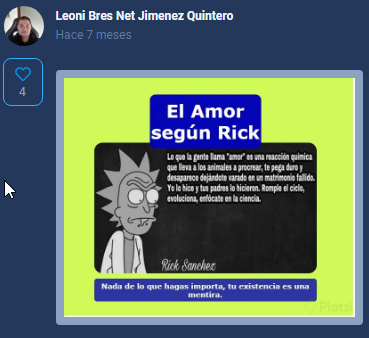 Leoni Bres Net Jimenez Quintero
Hace 7 meses
4
El Amor
según Rick
Lo que la gente llama "amor" es una reacción química
que lleva a los animales a procrear, te pega duro y
desaparece dejándote varado en un matrimonio fallido.
Yo lo hice y tus padres lo hicieron. Romple el ciclo,
evoluciona, enfócate en la ciencia.
Rick Sanchez
Nada de lo que hagas importa, tu existencia es una
mentira.
Platzi